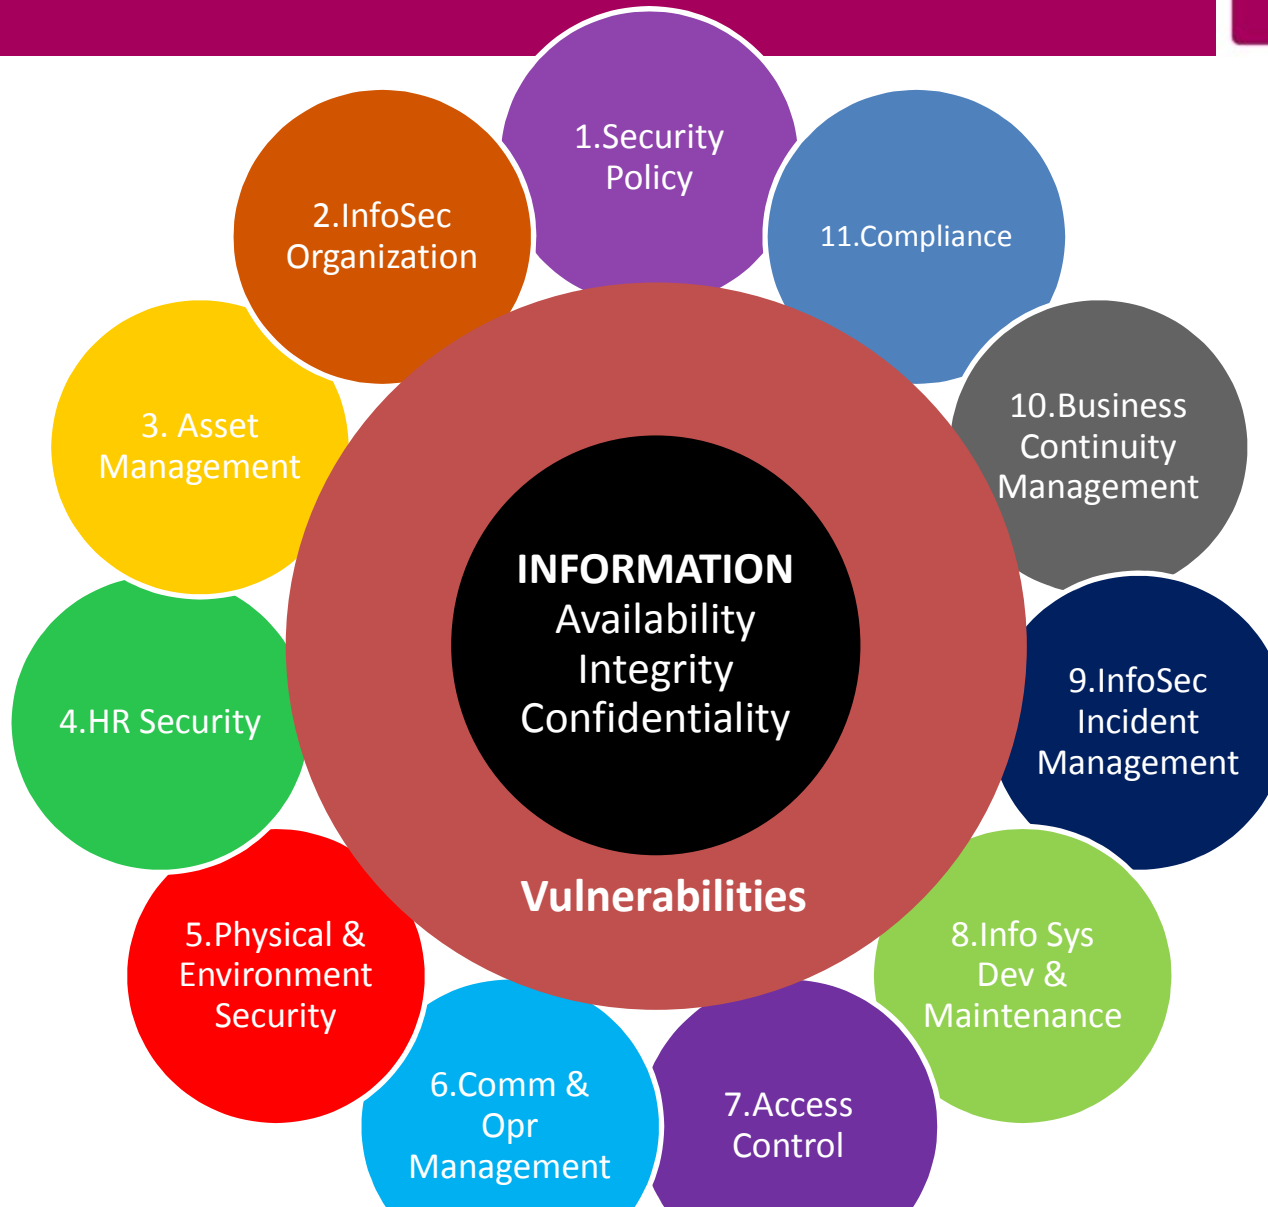 1.Security
Policy
2.InfoSec
Organization
3. Asset
Management
4.HR Security
5.Physical &
Environment
Security
6.Comm &
Opr
Management
7.Access
Control
8.Info Sys
Dev &
Maintenance
9.InfoSec
Incident
Management
10.Business
Continuity
Management
11.Compliance
INFORMATION
Availability
Integrity
Confidentiality
Vulnerabilities